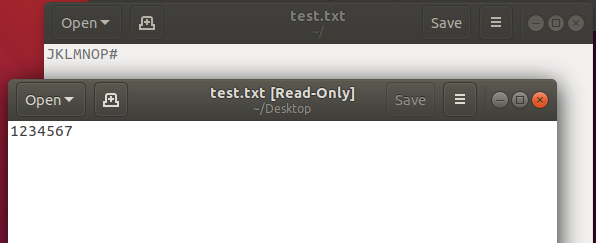 test.txt
Open Save
~/
JKLMNOP#
test.txt [Read-Only]
Open Save
~/Desktop
1234567